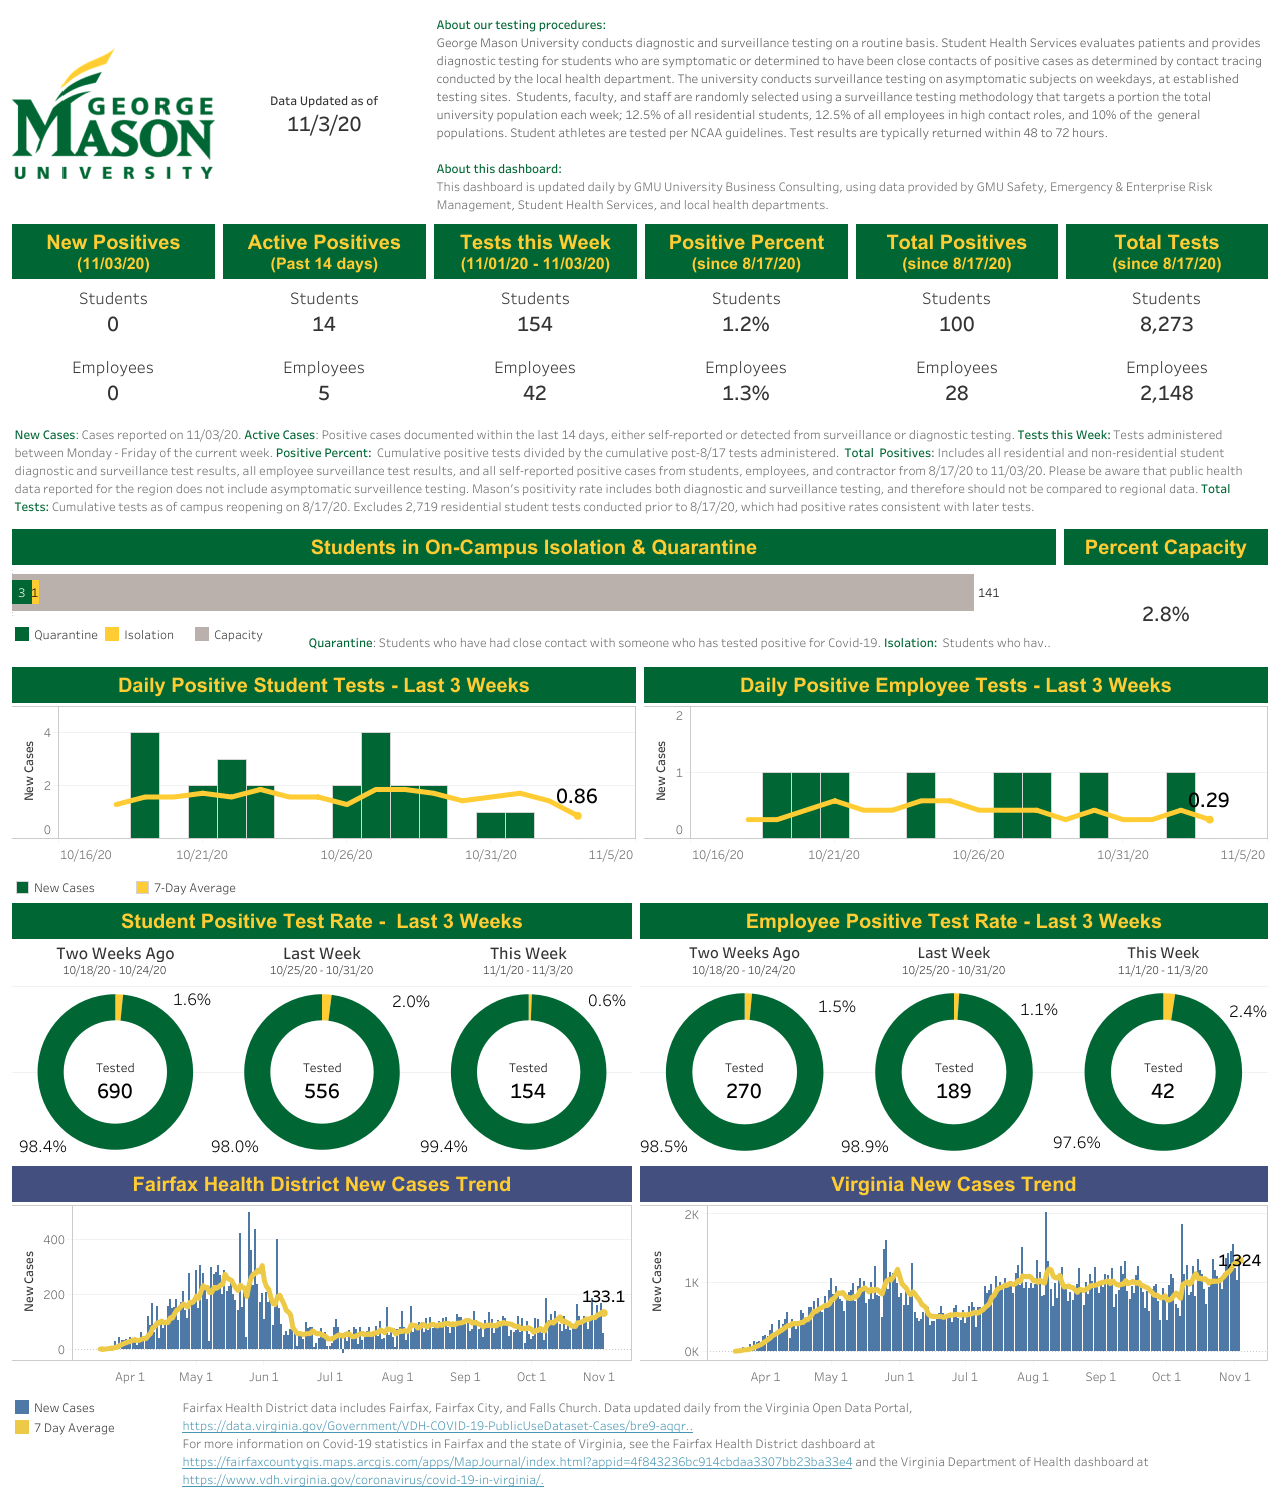 About our testing procedures:
George Mason University conducts diagnostic and surveillance testing on a routine basis. Student Health Services evaluates patients and provides
diagnostic testing for students who are symptomatic or determined to have been close contacts of positive cases as determined by contact tracing
conducted by the local health department. The university conducts surveillance testing on asymptomatic subjects on weekdays, at established
testing sites. Students, faculty, and staff are randomly selected using a surveillance testing methodology that targets a portion the total
university population each week; 12.5% of all residential students, 12.5% of all employees in high contact roles, and 10% of the general
populations. Student athletes are tested per NCAA guidelines. Test results are typically returned within 48 to 72 hours.
GEORGE
MASON
UNIVERSITY
Data Updated as of
11/3/20
About this dashboard:
This dashboard is updated daily by GMU University Business Consulting, using data provided by GMU Safety, Emergency & Enterprise Risk
Management, Student Health Services, and local health departments.
New Positives Active Positives Tests this Week Positive Percent Total Positives Total Tests
(11/03/20) (Past 14 days) (11/01/20 - 11/03/20) (since 8/17/20) (since 8/17/20) (since 8/17/20)
Students Students Students Students Students Students
0 14 154 1.2% 100 8,273
Employees Employees Employees Employees Employees Employees
0 5 42 1.3% 28 2,148
New Cases: Cases reported on 11/03/20. Active Cases: Positive cases documented within the last 14 days, either self-reported or detected from surveillance or diagnostic testing. Tests this Week: Tests administered
between Monday - Friday of the current week. Positive Percent: Cumulative positive tests divided by the cumulative post-8/17 tests administered. Total Positives: Includes all residential and non-residential student
diagnostic and surveillance test results, all employee surveillance test results, and all self-reported positive cases from students, employees, and contractor from 8/17/20 to 11/03/20. Please be aware that public health
data reported for the region does not include asymptomatic surveillence testing. Mason's positivity rate includes both diagnostic and surveillance testing, and therefore should not be compared to regional data. Total
Tests: Cumulative tests as of campus reopening on 8/17/20. Excludes 2,719 residential student tests conducted prior to 8/17/20, which had positive rates consistent with later tests.
Students in On-Campus Isolation & Quarantine Percent Capacity
3 1 141
2.8%
Quarantine Isolation Capacity
Quarantine: Students who have had close contact with someone who has tested positive for Covid-19. Isolation: Students who hav..
Daily Positive Student Tests - Last 3 Weeks
New Cases
4
2
0
0.86
10/16/20 10/21/20 10/26/20 10/31/20 11/5/20
Daily Positive Employee Tests - Last 3 Weeks
New Cases
2
1
0
0.29
10/16/20 10/21/20 10/26/20 10/31/20 11/5/20
New Cases 7-Day Average
Student Positive Test Rate - Last 3 Weeks
Two Weeks Ago Last Week This Week
10/18/20 - 10/24/20 10/25/20 - 10/31/20 11/1/20 - 11/3/20
1.6% 2.0% 0.6%
Tested Tested Tested
690 556 154
98.4% 98.0% 99.4%
Employee Positive Test Rate - Last 3 Weeks
Two Weeks Ago Last Week This Week
10/18/20 - 10/24/20 10/25/20 - 10/31/20 11/1/20 - 11/3/20
1.5% 1.1% 2.4%
Tested Tested Tested
270 189 42
98.5% 98.9% 97.6%
Fairfax Health District New Cases Trend
New Cases
400
200
0
133.1
Apr 1 May 1 Jun 1 Jul 1 Aug 1 Sep 1 Oct 1 Nov 1
Virginia New Cases Trend
New Cases
2K
1K
0K
1,324
Apr 1 May 1 Jun 1 Jul 1 Aug 1 Sep 1 Oct 1 Nov 1
New Cases
7 Day Average
Fairfax Health District data includes Fairfax, Fairfax City, and Falls Church. Data updated daily from the Virginia Open Data Portal,
https://data.virginia.gov/Government/VDH-COVID-19-PublicUseDataset-Cases/bre9-aqqr..
For more information on Covid-19 statistics in Fairfax and the state of Virginia, see the Fairfax Health District dashboard at
https://fairfaxcountygis.maps.arcgis.com/apps/MapJournal/index.html?appid=4f843236bc914cbdaa3307bb23ba33e4 and the Virginia Department of Health dashboard at
https://www.vdh.virginia.gov/coronavirus/covid-19-in-virginia/.